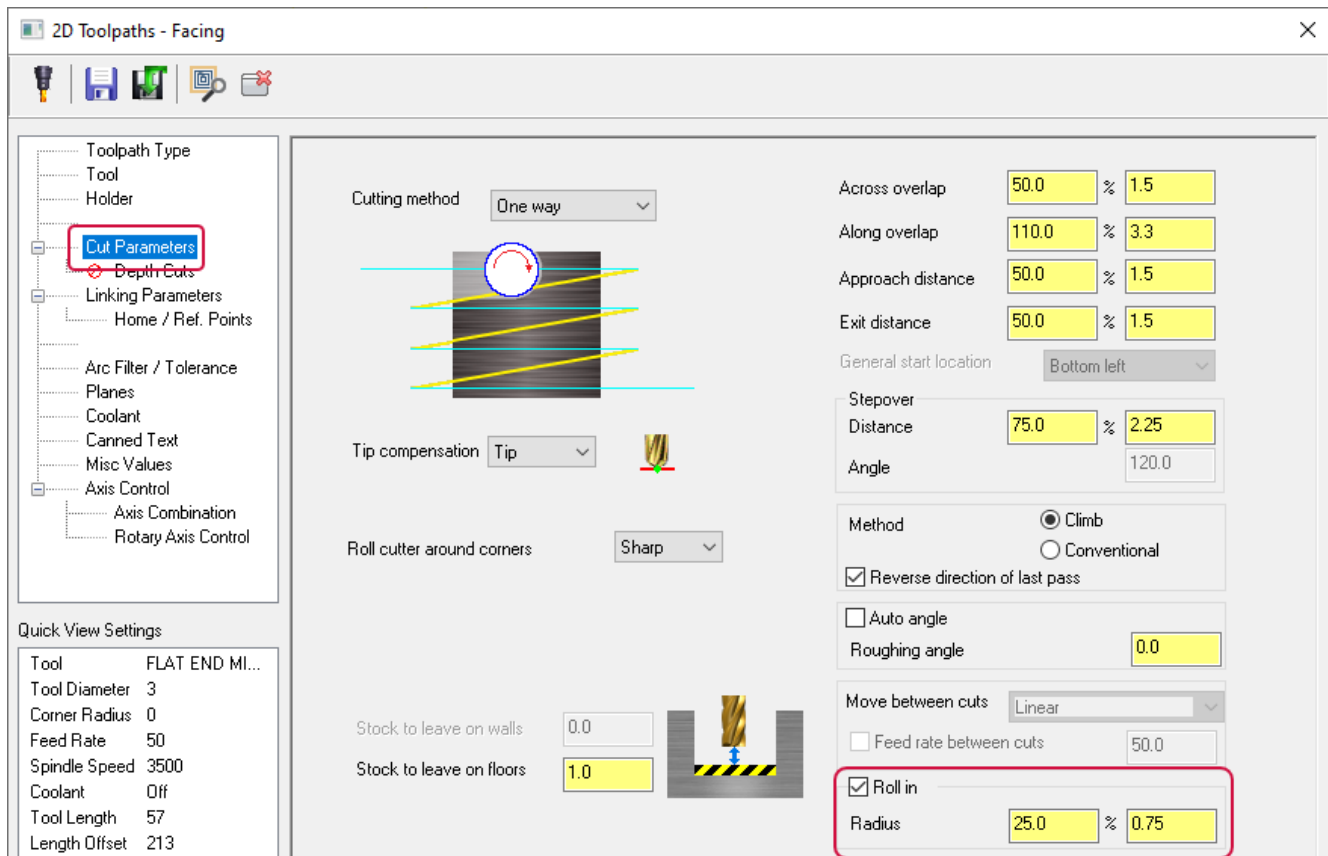 2D Toolpaths - Facing
Toolpath Type
Tool
Holder
Cut Parameters
Depth Cuts
Linking Parameters
Home / Ref. Points
Arc Filter / Tolerance
Planes
Coolant
Canned Text
Misc Values
Axis Control
Axis Combination
Rotary Axis Control
Quick View Settings
Tool FLAT END MI...
Tool Diameter 3
Corner Radius 0
Feed Rate 50
Spindle Speed 3500
Coolant Off
Tool Length 57
Length Offset 213
Cutting method One way
Tip compensation Tip
Roll cutter around corners Sharp
Stock to leave on walls 0.0
Stock to leave on floors 1.0
Across overlap 50.0 % 1.5
Along overlap 110.0 % 3.3
Approach distance 50.0 % 1.5
Exit distance 50.0 % 1.5
General start location Bottom left
Stepover
Distance 75.0 % 2.25
Angle 120.0
Method Climb
Conventional
Reverse direction of last pass
Auto angle
Roughing angle 0.0
Move between cuts Linear
Feed rate between cuts 50.0
Roll in
Radius 25.0 % 0.75